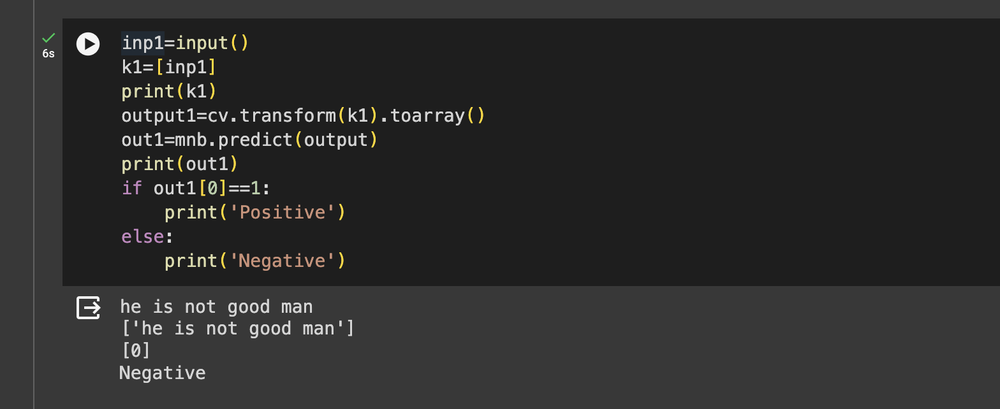 6s
inp1=input()
k1=[inp1]
print(k1)
output1=cv.transform(k1).toarray()
out1=mnb.predict(output)
print(out1)
if out1[0]==1:
    print('Positive')
else:
    print('Negative')
he is not good man
['he is not good man']
[0]
Negative